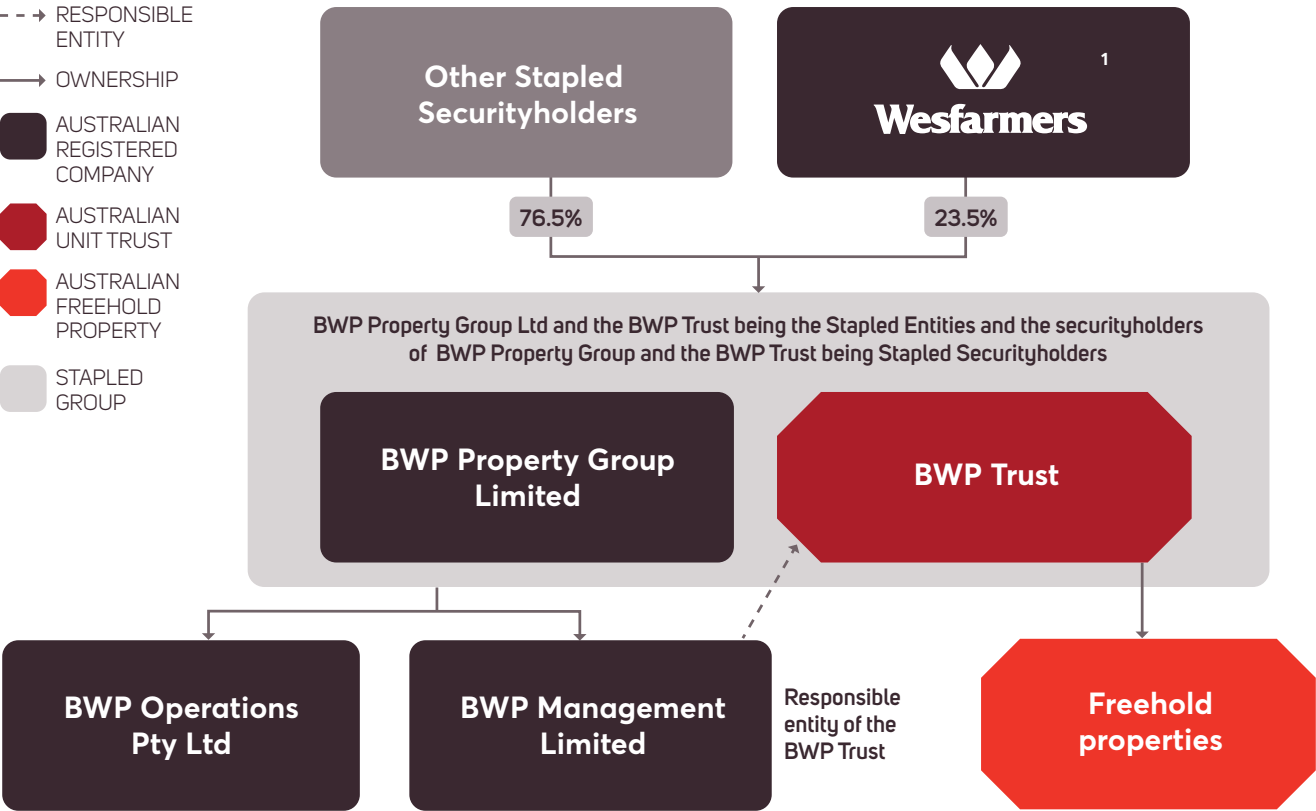 RESPONSIBLE
ENTITY
OWNERSHIP
AUSTRALIAN
REGISTERED
COMPANY
AUSTRALIAN
UNIT TRUST
AUSTRALIAN
FREEHOLD
PROPERTY
STAPLED
GROUP
Other Stapled
Securityholders
1
Wesfarmers
76.5%
23.5%
BWP Property Group Ltd and the BWP Trust being the Stapled Entities and the securityholders
of BWP Property Group and the BWP Trust being Stapled Securityholders
BWP Property Group
Limited
BWP Trust
BWP Operations
Pty Ltd
BWP Management
Limited
Responsible
entity of the
BWP Trust
Freehold
properties